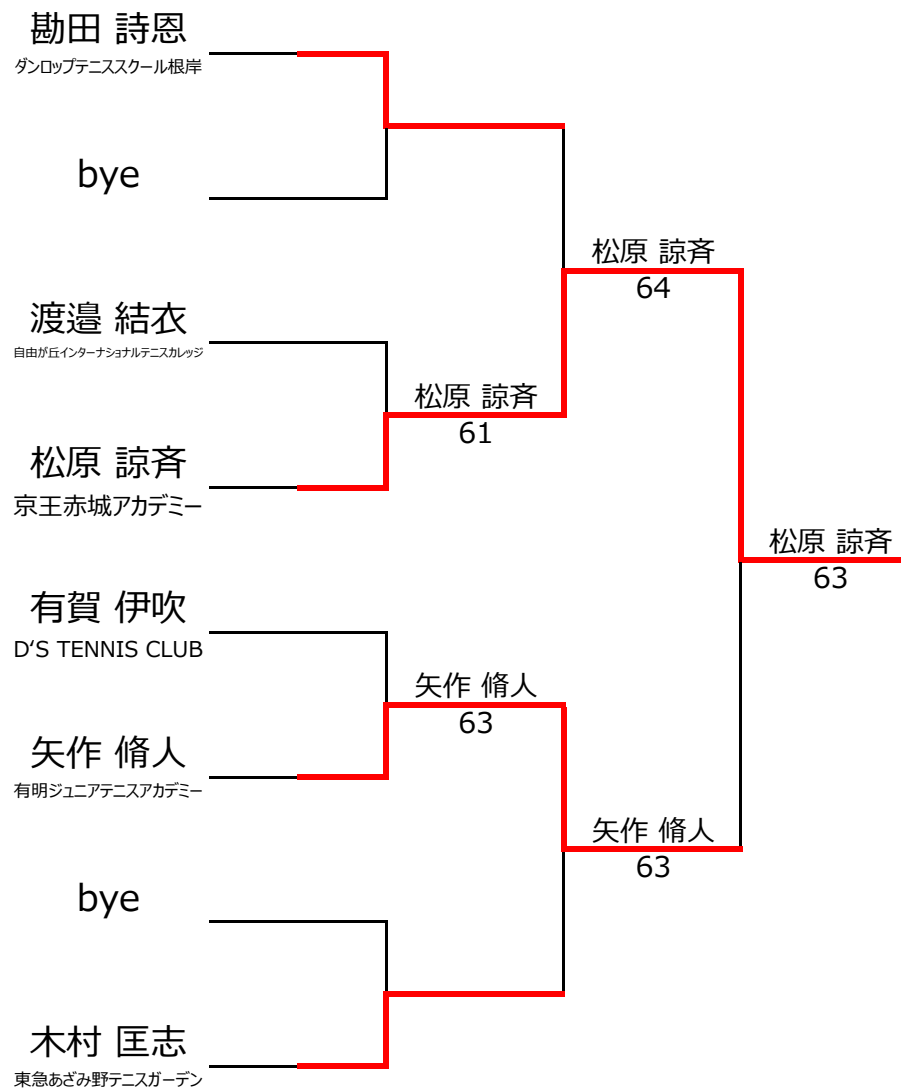 勘田 詩恩
ダンロップテニススクール根岸
bye
渡邉 結衣
自由が丘インターナショナルテニスカレッジ
松原 諒斉
京王赤城アカデミー
有賀 伊吹
D'S TENNIS CLUB
矢作 脩人
有明ジュニアテニスアカデミー
bye
木村 匡志
東急あざみ野テニスガーデン
松原 諒斉
61
矢作 脩人
63
松原 諒斉
64
矢作 脩人
63
松原 諒斉
63